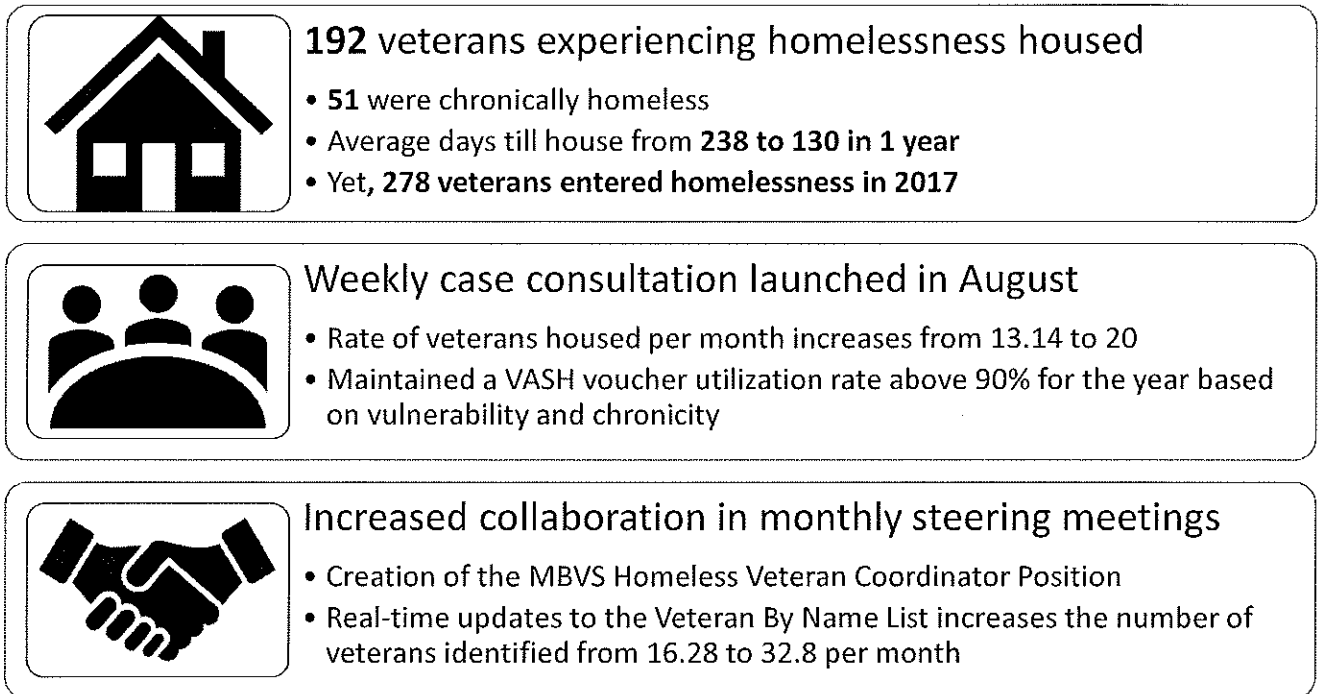 192 veterans experiencing homelessness housed
• 51 were chronically homeless
• Average days till house from 238 to 130 in 1 year
• Yet, 278 veterans entered homelessness in 2017
Weekly case consultation launched in August
• Rate of veterans housed per month increases from 13.14 to 20
• Maintained a VASH voucher utilization rate above 90% for the year based
on vulnerability and chronicity
Increased collaboration in monthly steering meetings
• Creation of the MBVS Homeless Veteran Coordinator Position
• Real-time updates to the Veteran By Name List increases the number of
veterans identified from 16.28 to 32.8 per month